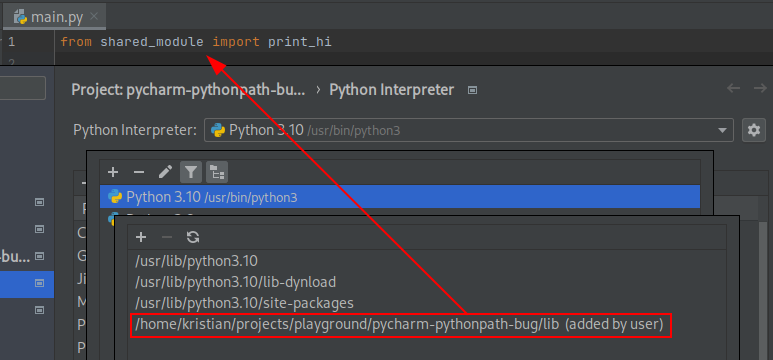 main.py
1 from shared_module import print_hi
2
Project: pycharm-pythonpath-bu... › Python Interpreter
Python Interpreter: Python 3.10 /usr/bin/python3
Python 3.10 /usr/bin/python3
/usr/lib/python3.10
/usr/lib/python3.10/lib-dynload
/usr/lib/python3.10/site-packages
/home/kristian/projects/playground/pycharm-pythonpath-bug/lib (added by user)
-bu...
C
G
Ji
M
P
P